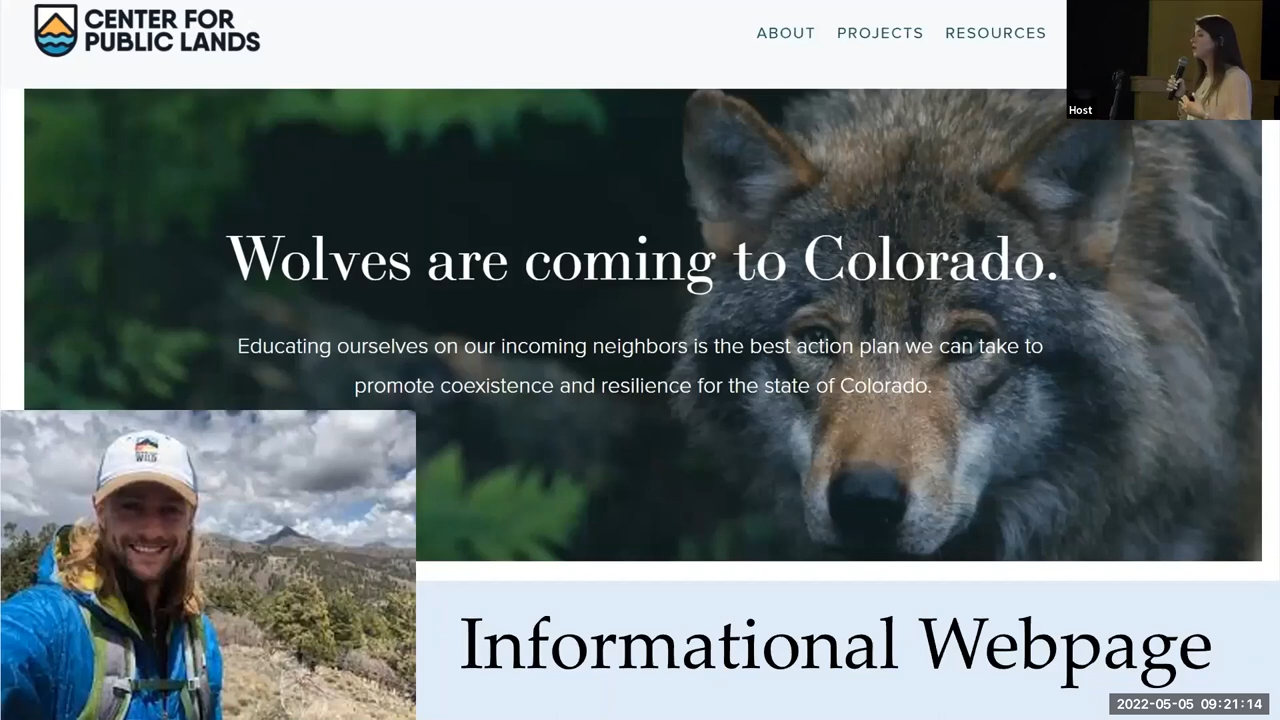 CENTER FOR
PUBLIC LANDS
ABOUT PROJECTS RESOURCES
Host
Wolves are coming to Colorado.
Educating ourselves on our incoming neighbors is the best action plan we can take to
promote coexistence and resilience for the state of Colorado.
WILD
Informational Webpage
2022-05-05 09:21:14